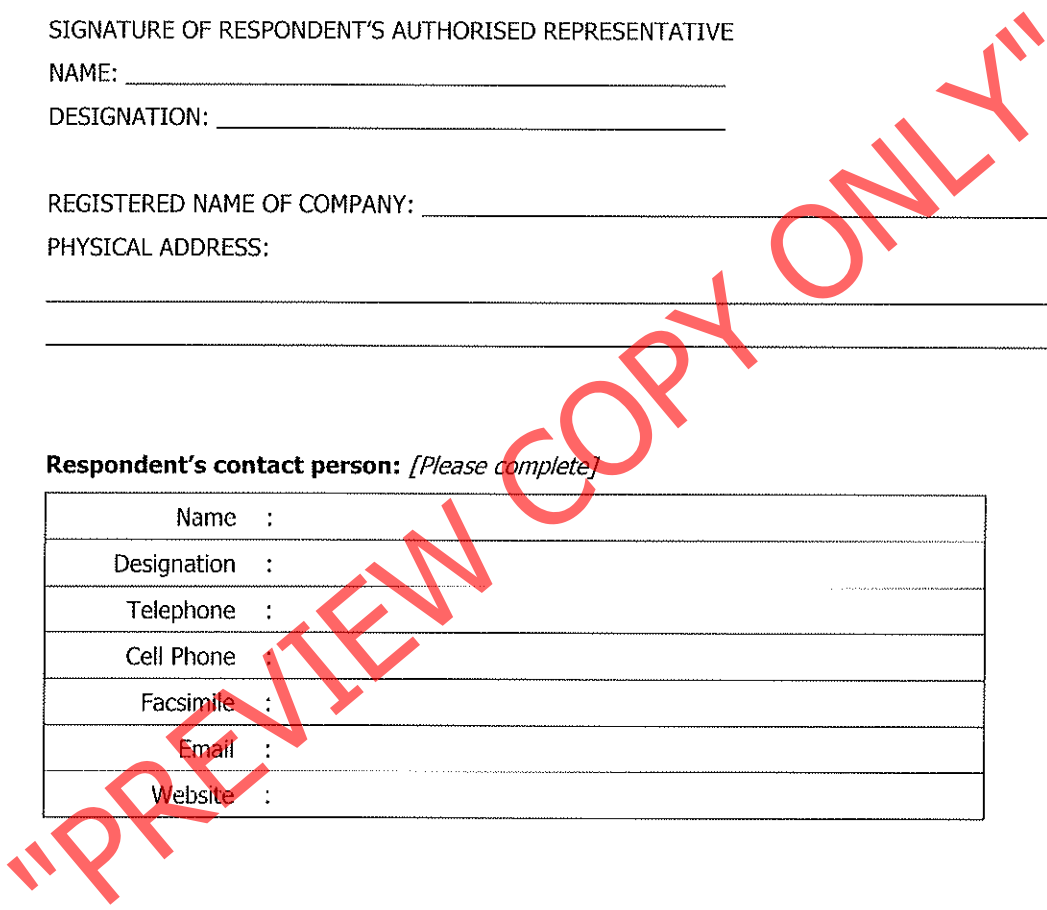 SIGNATURE OF RESPONDENT'S AUTHORISED REPRESENTATIVE
NAME:
DESIGNATION:
REGISTERED NAME OF COMPANY:
PHYSICAL ADDRESS:
Respondent's contact person: [Please complete]
Name :
Designation :
Telephone :
Cell Phone :
Facsimile :
Email :
Website :
"PREVIEW COPY ONLY"